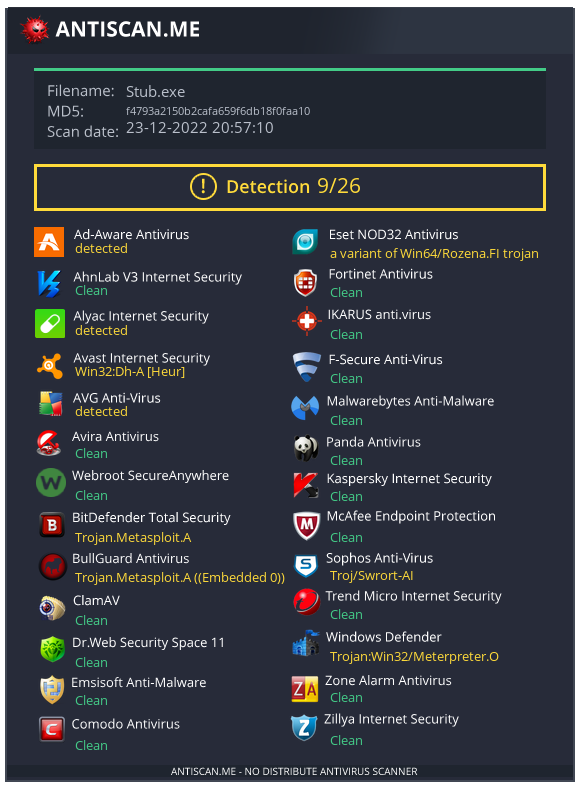 ANTISCAN.ME
Filename: Stub.exe
MD5: f4793a2150b2cafa659f6db18f0faa10
Scan date: 23-12-2022 20:57:10
! Detection 9/26
Ad-Aware Antivirus
detected
AhnLab V3 Internet Security
Clean
Alyac Internet Security
detected
Avast Internet Security
Win32:Dh-A [Heur]
AVG Anti-Virus
detected
Avira Antivirus
Clean
W
Webroot SecureAnywhere
Clean
B
BitDefender Total Security
Trojan.Metasploit.A
BullGuard Antivirus
Trojan.Metasploit.A ((Embedded 0))
ClamAV
Clean
Dr.Web Security Space 11
Clean
Emsisoft Anti-Malware
Clean
C
Comodo Antivirus
Clean
Eset NOD32 Antivirus
a variant of Win64/Rozena.FI trojan
Fortinet Antivirus
Clean
IKARUS anti.virus
Clean
F-Secure Anti-Virus
Clean
Malwarebytes Anti-Malware
Clean
Panda Antivirus
Clean
Kaspersky Internet Security
Clean
M
McAfee Endpoint Protection
Clean
S
Sophos Anti-Virus
Troj/Swrort-AI
Trend Micro Internet Security
Clean
Windows Defender
Trojan:Win32/Meterpreter.O
ZA
Zone Alarm Antivirus
Clean
Z
Zillya Internet Security
Clean
ANTISCAN.ME - NO DISTRIBUTE ANTIVIRUS SCANNER